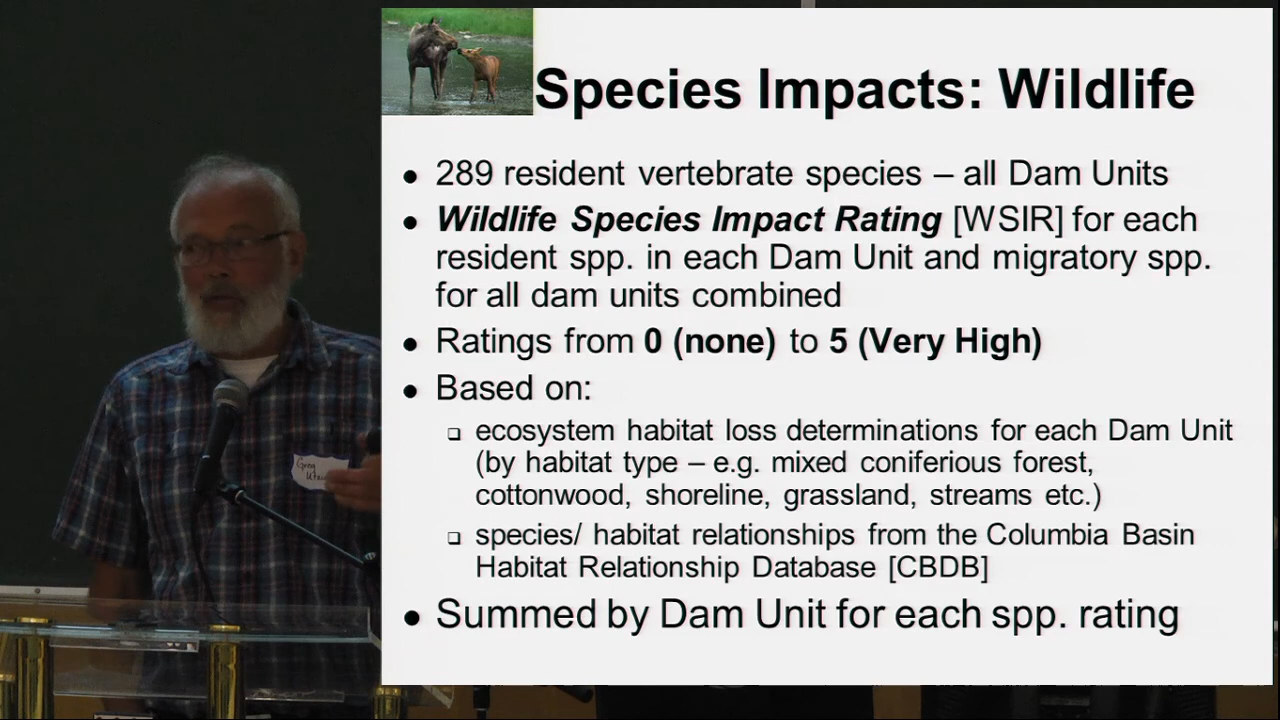 Species Impacts: Wildlife
● 289 resident vertebrate species – all Dam Units
● Wildlife Species Impact Rating [WSIR] for each
resident spp. in each Dam Unit and migratory spp.
for all dam units combined
● Ratings from 0 (none) to 5 (Very High)
● Based on:
❑ ecosystem habitat loss determinations for each Dam Unit
(by habitat type – e.g. mixed coniferious forest,
cottonwood, shoreline, grassland, streams etc.)
❑ species/ habitat relationships from the Columbia Basin
Habitat Relationship Database [CBDB]
● Summed by Dam Unit for each spp. rating
Greg